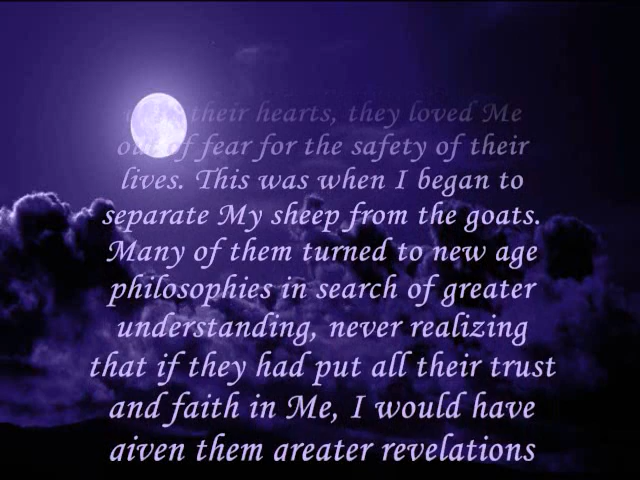 their hearts, they loved Me
out of fear for the safety of their
lives. This was when I began to
separate My sheep from the goats.
Many of them turned to new age
philosophies in search of greater
understanding, never realizing
that if they had put all their trust
and faith in Me, I would have
given them greater revelations